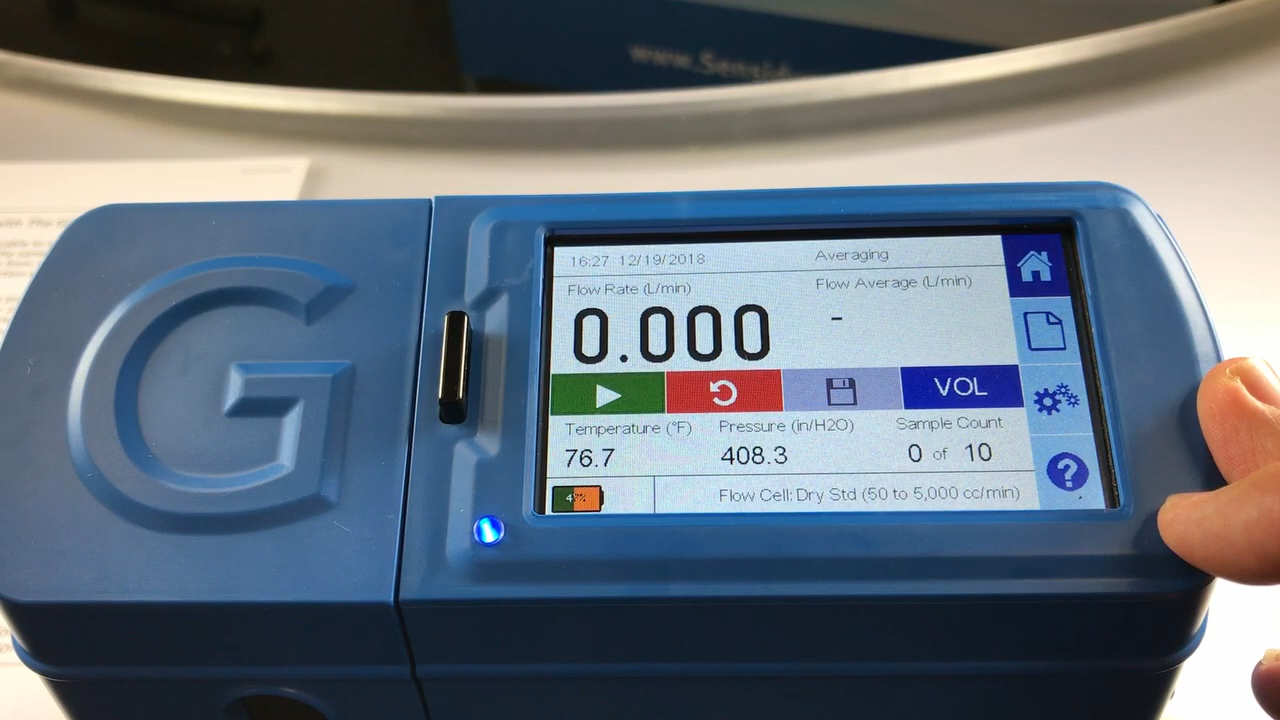 www.Sensid
G
16:27 12/19/2018 Averaging
Flow Rate (L/min) Flow Average (L/min)
0.000 -
VOL
Temperature (°F) Pressure (in/H2O) Sample Count
76.7 408.3 0 of 10
47% Flow Cell: Dry Std (50 to 5,000 cc/min)
?